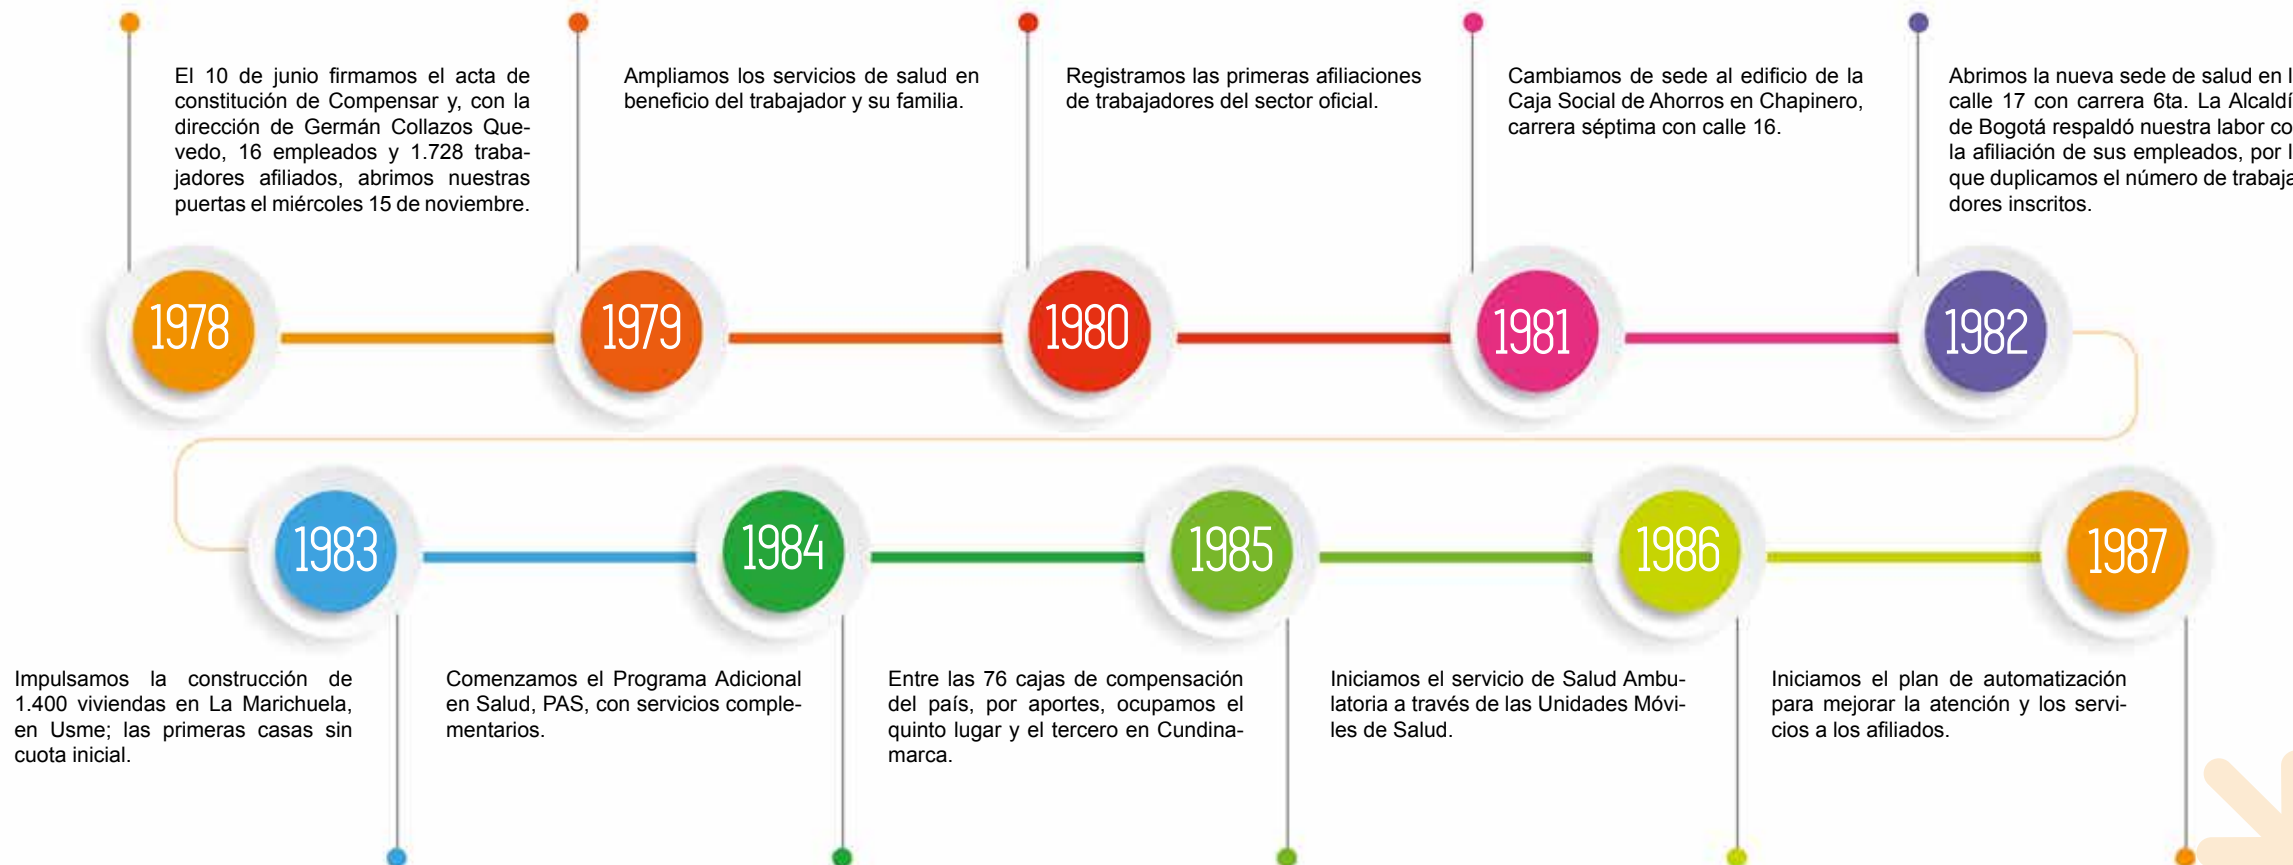 El 10 de junio firmamos el acta de
constitución de Compensar y, con la
dirección de Germán Collazos Que-
vedo, 16 empleados y 1.728 traba-
jadores afiliados, abrimos nuestras
puertas el miércoles 15 de noviembre.
Ampliamos los servicios de salud en
beneficio del trabajador y su familia.
Registramos las primeras afiliaciones
de trabajadores del sector oficial.
Cambiamos de sede al edificio de la
Caja Social de Ahorros en Chapinero,
carrera séptima con calle 16.
Abrimos la nueva sede de salud en l
calle 17 con carrera 6ta. La Alcaldí
de Bogotá respaldó nuestra labor co
la afiliación de sus empleados, por l
que duplicamos el número de trabaja
dores inscritos.
1978
1979
1980
1981
1982
1983
1984
1985
1986
1987
Impulsamos la construcción de
1.400 viviendas en La Marichuela,
en Usme; las primeras casas sin
cuota inicial.
Comenzamos el Programa Adicional
en Salud, PAS, con servicios comple-
mentarios.
Entre las 76 cajas de compensación
del país, por aportes, ocupamos el
quinto lugar y el tercero en Cundina-
marca.
Iniciamos el servicio de Salud Ambu-
latoria a través de las Unidades Móvi-
les de Salud.
Iniciamos el plan de automatización
para mejorar la atención y los servi-
cios a los afiliados.